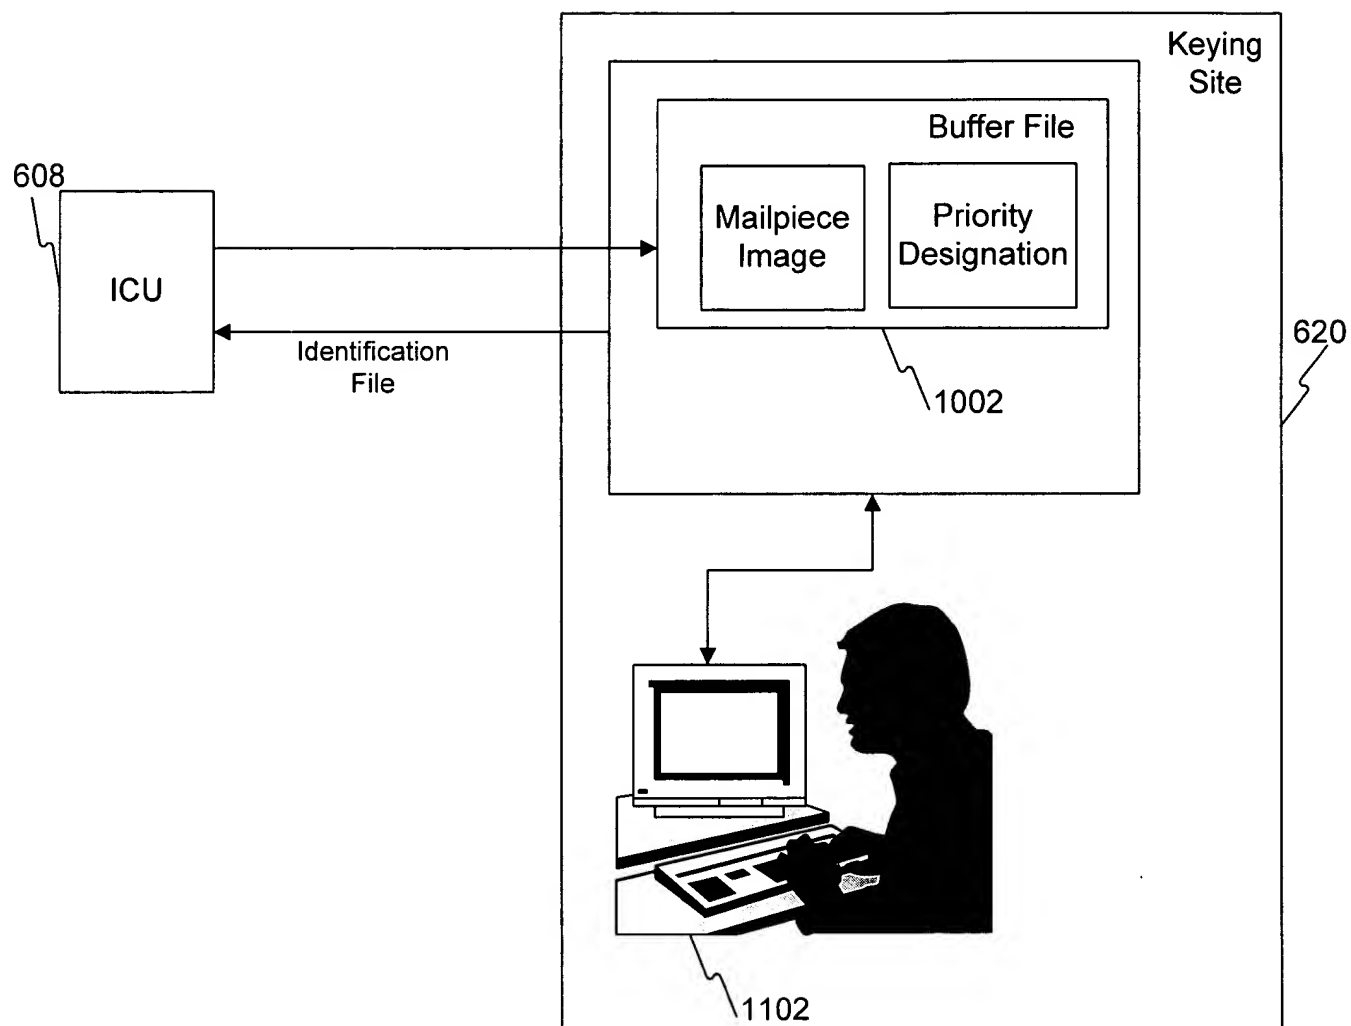 Keying
Site
Buffer File
608
Mailpiece
Image
Priority
Designation
ICU
620
Identification
File
1002
1102